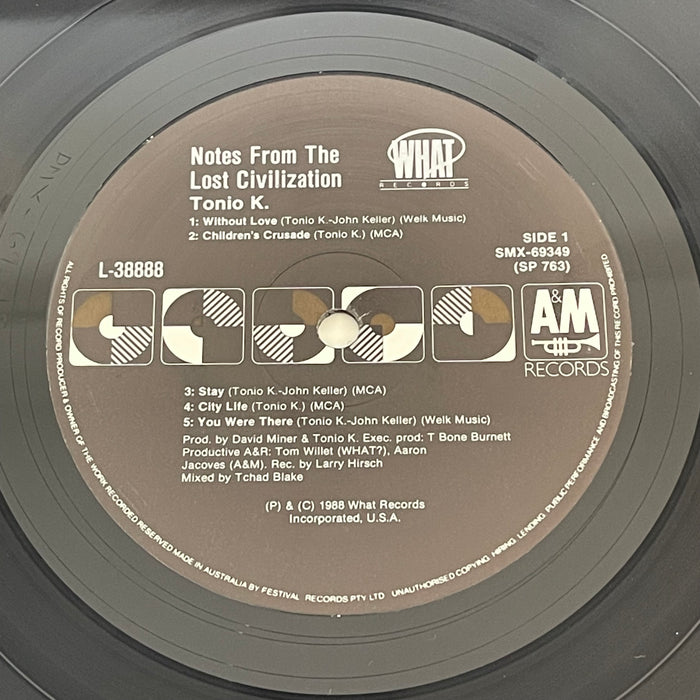 Notes From The
Lost Civilization
Tonio K.
WHAT
RECORDS
1: Without Love (Tonio K.-John Keller) (Welk Music)
2: Children's Crusade (Tonio K.) (MCA)
SIDE 1
SMX-69349
(SP 763)
L-38888
A&M
RECORDS
3: Stay (Tonio K.-John Keller) (MCA)
4: City Life (Tonio K.) (MCA)
5: You Were There (Tonio K.-John Keller) (Welk Music)
Prod. by David Miner & Tonio K. Exec. prod: T Bone Burnett
Productive A&R: Tom Willet (WHAT?), Aaron
Jacoves (A&M). Rec. by Larry Hirsch
Mixed by Tchad Blake
(P) & (C) 1988 What Records
Incorporated, U.S.A.
ALL RIGHTS OF RECORD PRODUCER & OWNER OF THE WORK RECORDED RESERVED MADE IN AUSTRALIA BY FESTIVAL RECORDS PTY LTD UNAUTHORISED COPYING HIRING LENDING PUBLIC PERFORMANCE AND BROADCASTING OF THIS RECORD PROHIBITED